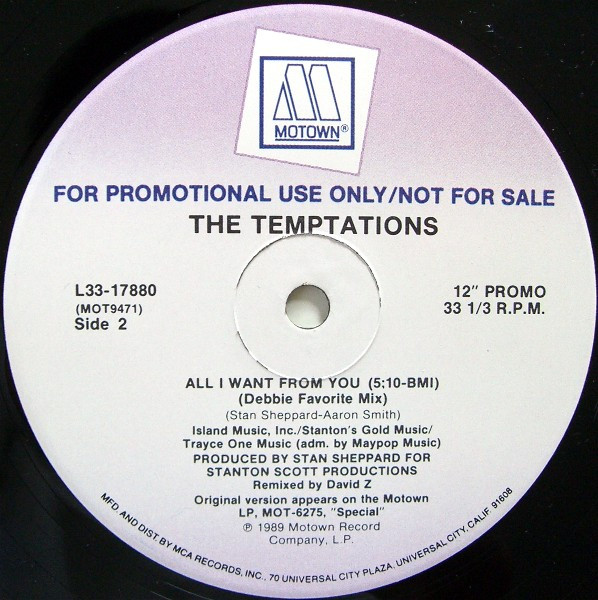 MOTOWN®
FOR PROMOTIONAL USE ONLY/NOT FOR SALE
THE TEMPTATIONS
L33-17880
(MOT9471)
Side 2
12" PROMO
33 1/3 R.P.M.
ALL I WANT FROM YOU (5:10-BMI)
(Debbie Favorite Mix)
(Stan Sheppard-Aaron Smith)
Island Music, Inc./Stanton's Gold Music/
Trayce One Music (adm. by Maypop Music)
PRODUCED BY STAN SHEPPARD FOR
STANTON SCOTT PRODUCTIONS
Remixed by David Z
Original version appears on the Motown
LP, MOT-6275, "Special"
℗ 1989 Motown Record
Company, L.P.
MFD. AND DIST. BY MCA RECORDS, INC., 70 UNIVERSAL CITY PLAZA, UNIVERSAL CITY, CALIF. 91608